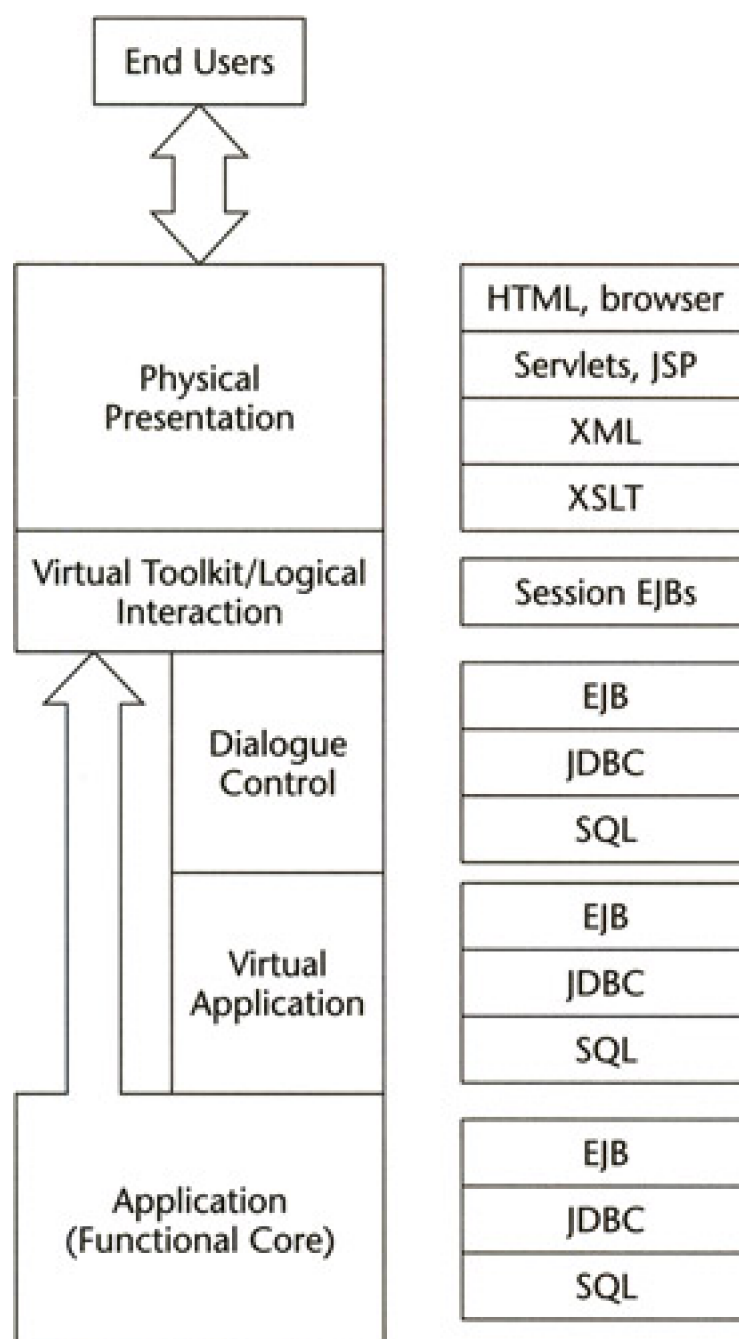 End Users
Physical
Presentation
Virtual Toolkit/Logical
Interaction
Dialogue
Control
Virtual
Application
Application
(Functional Core)
HTML, browser
Servlets, JSP
XML
XSLT
Session EJBs
EJB
JDBC
SQL
EJB
JDBC
SQL
EJB
JDBC
SQL